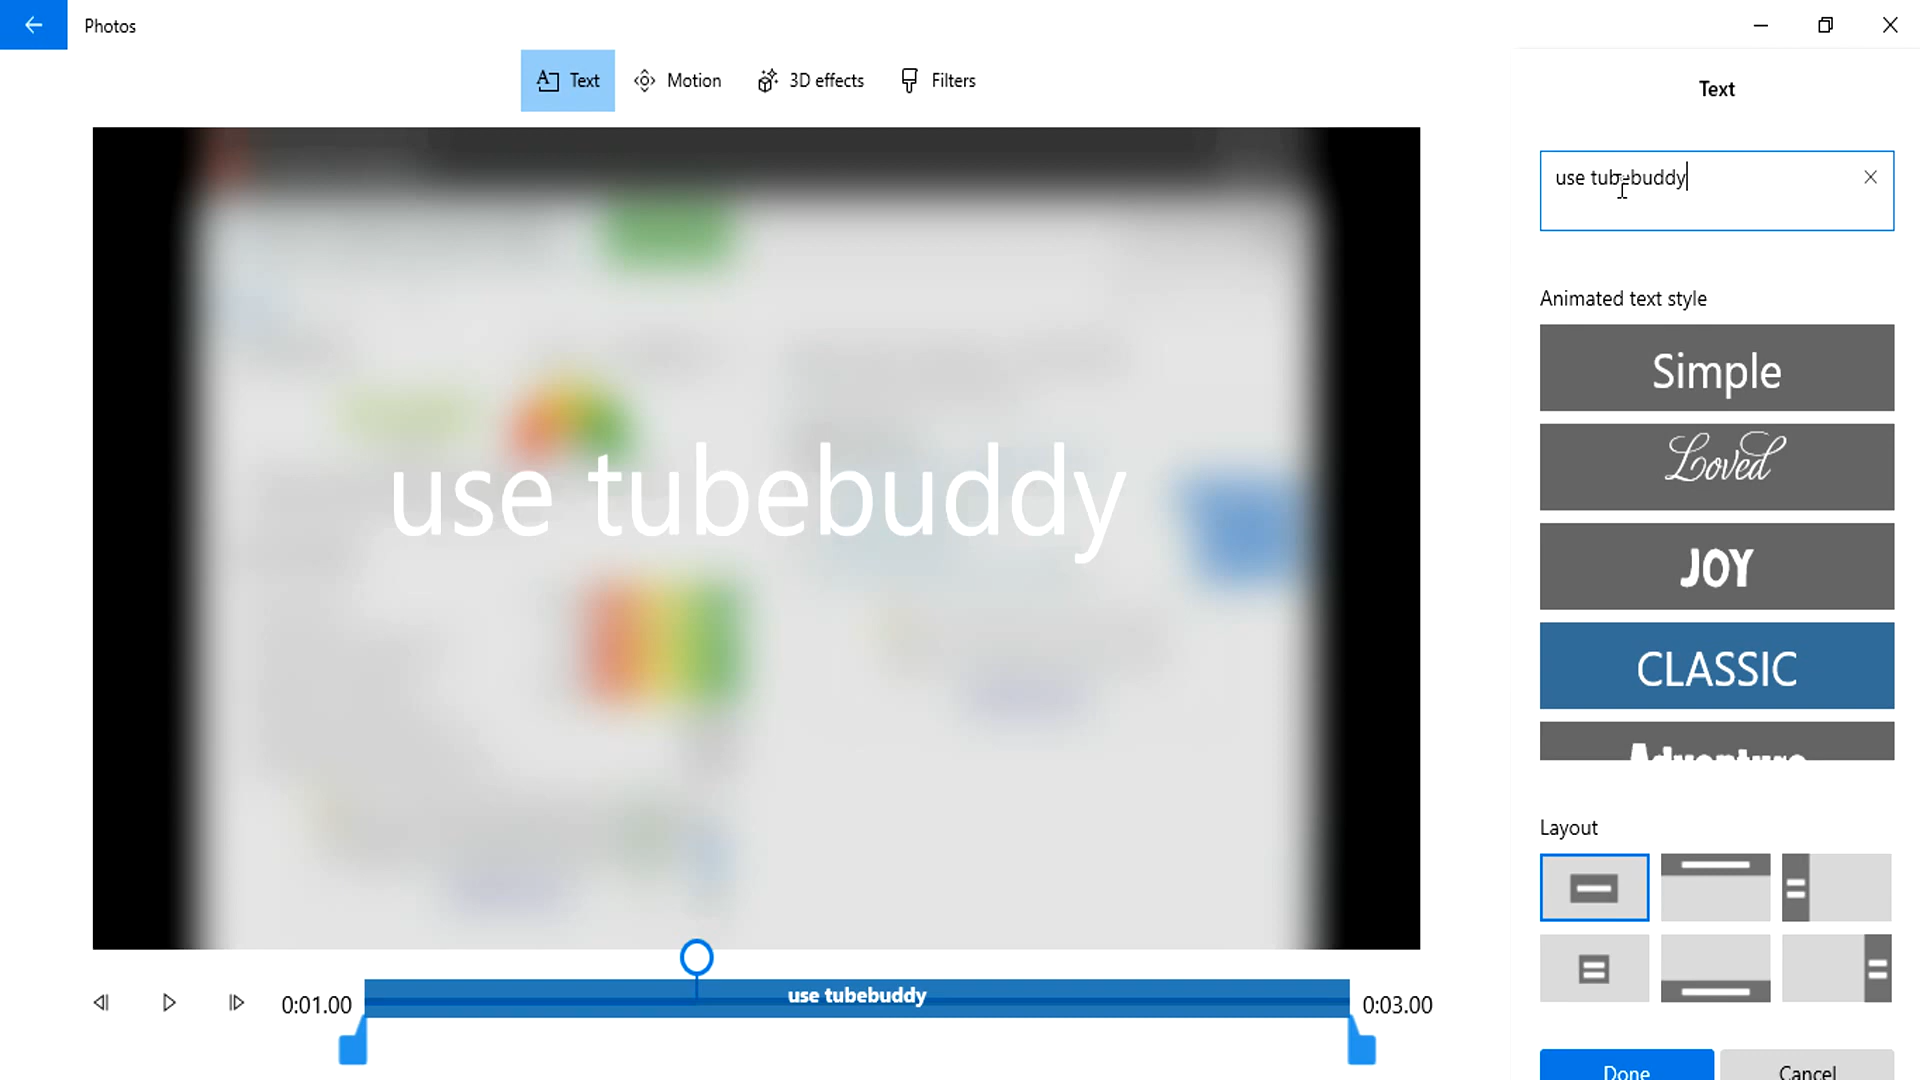 Photos
Text
Motion
3D effects
Filters
use tubebuddy
0:01.00
use tubebuddy
0:03.00
Text
use tubebuddy
Animated text style
Simple
Loved
JOY
CLASSIC
Adventure
Layout
Done
Cancel